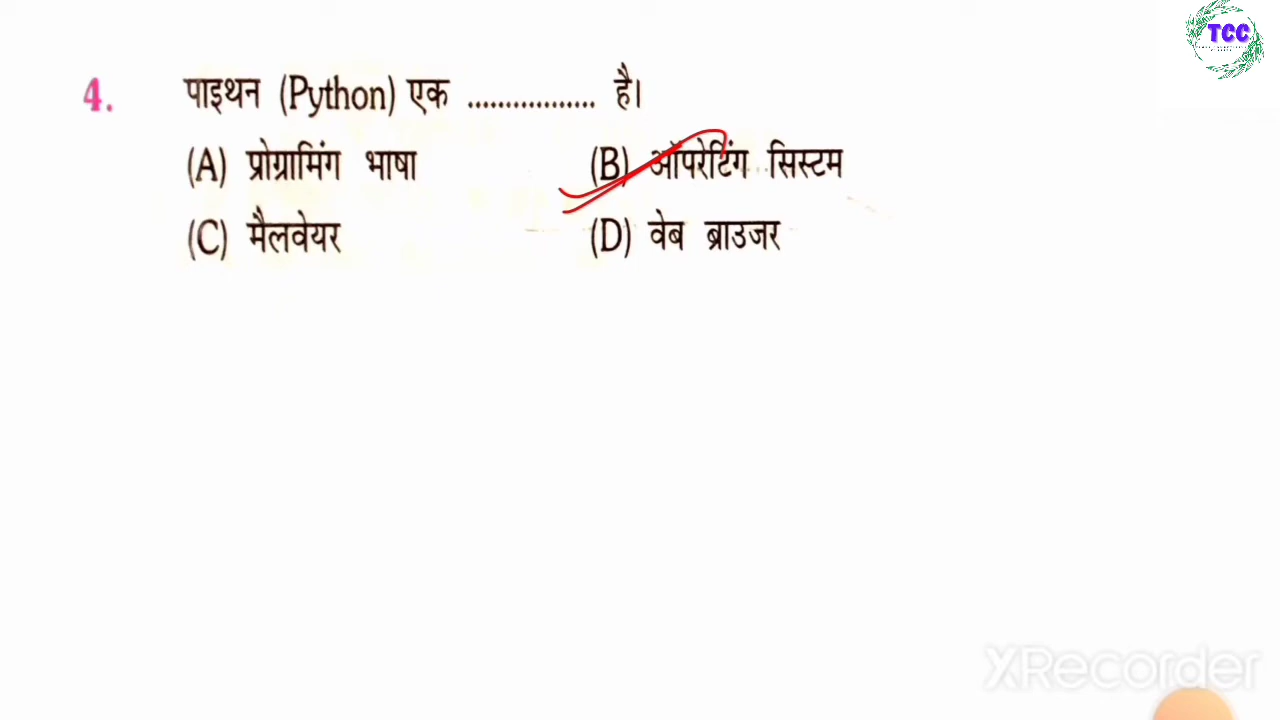 TCC
4. पाइथन (Python) एक ................. है।
(A) प्रोग्रामिंग भाषा (B) ऑपरेटिंग सिस्टम
(C) मैलवेयर (D) वेब ब्राउजर
XRecorder